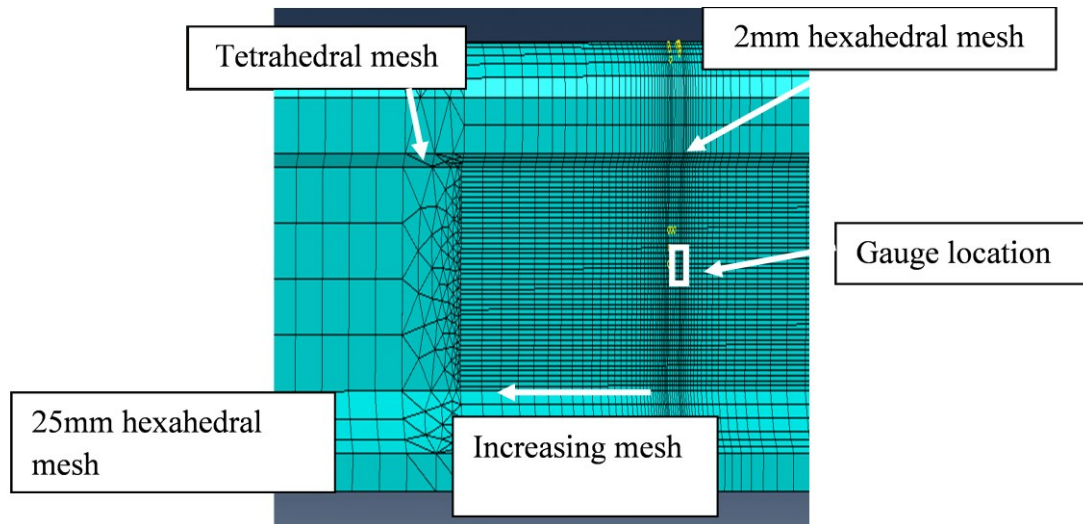 Tetrahedral mesh
2mm hexahedral mesh
Gauge location
25mm hexahedral
mesh
Increasing mesh